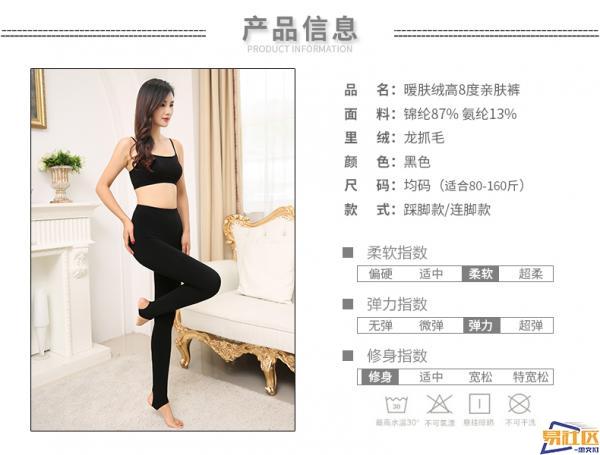 产品信息
PRODUCT INFORMATION
品 名：暖肤绒高8度亲肤裤
面 料：锦纶87% 氨纶13%
里 绒：龙抓毛
颜 色：黑色
尺 码：均码（适合80-160斤）
款 式：踩脚款/连脚款
柔软指数
偏硬 适中 柔软 超柔
弹力指数
无弹 微弹 弹力 超弹
修身指数
修身 适中 宽松 特宽松
30
最高水温30° 不可氯漂 悬挂晾晒 不可干洗
易社区